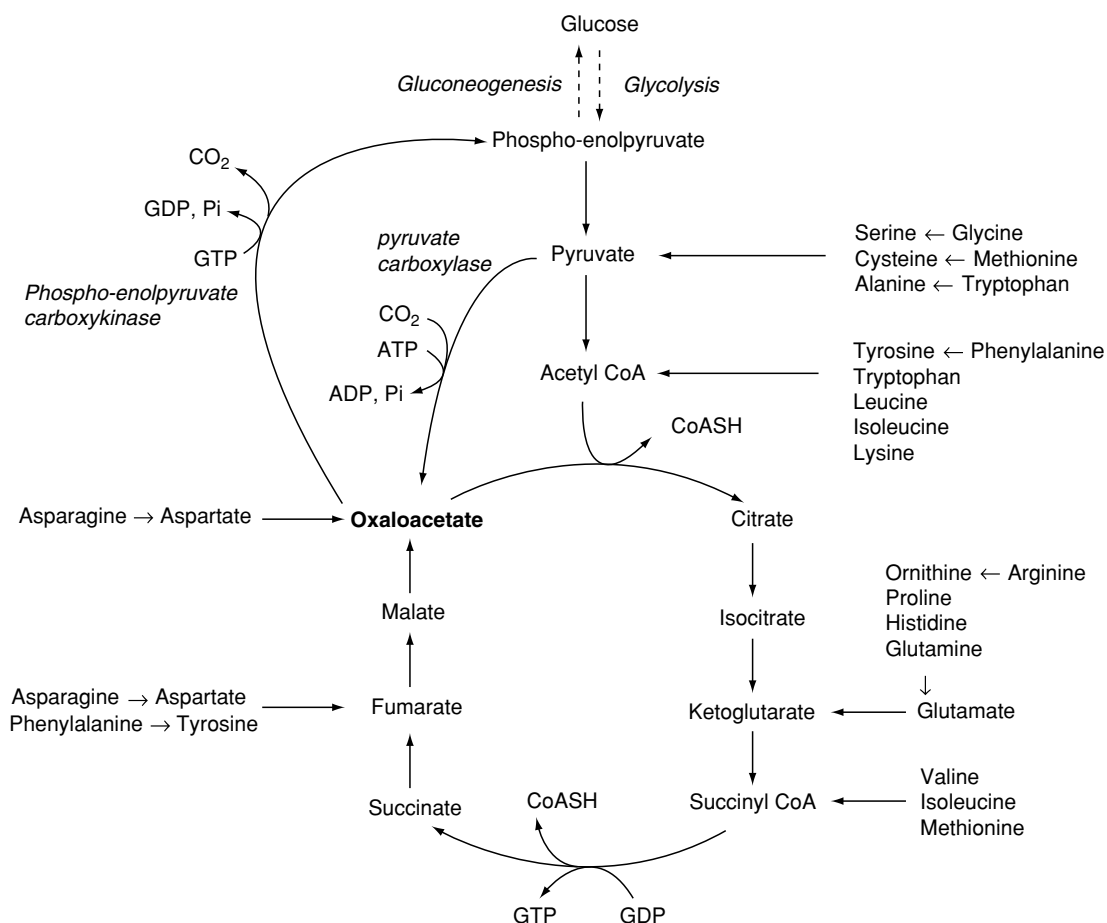 Glucose
Gluconeogenesis
Glycolysis
Phospho-enolpyruvate
CO2
GDP, Pi
GTP
Phospho-enolpyruvate
carboxykinase
pyruvate
carboxylase
Pyruvate
Serine ← Glycine
Cysteine ← Methionine
Alanine ← Tryptophan
CO2
ATP
ADP, Pi
Acetyl CoA
Tyrosine ← Phenylalanine
Tryptophan
Leucine
Isoleucine
Lysine
CoASH
Asparagine → Aspartate
Oxaloacetate
Citrate
Malate
Isocitrate
Ornithine ← Arginine
Proline
Histidine
Glutamine
↓
Glutamate
Asparagine → Aspartate
Phenylalanine → Tyrosine
Fumarate
Ketoglutarate
Succinate
CoASH
Succinyl CoA
Valine
Isoleucine
Methionine
GTP
GDP